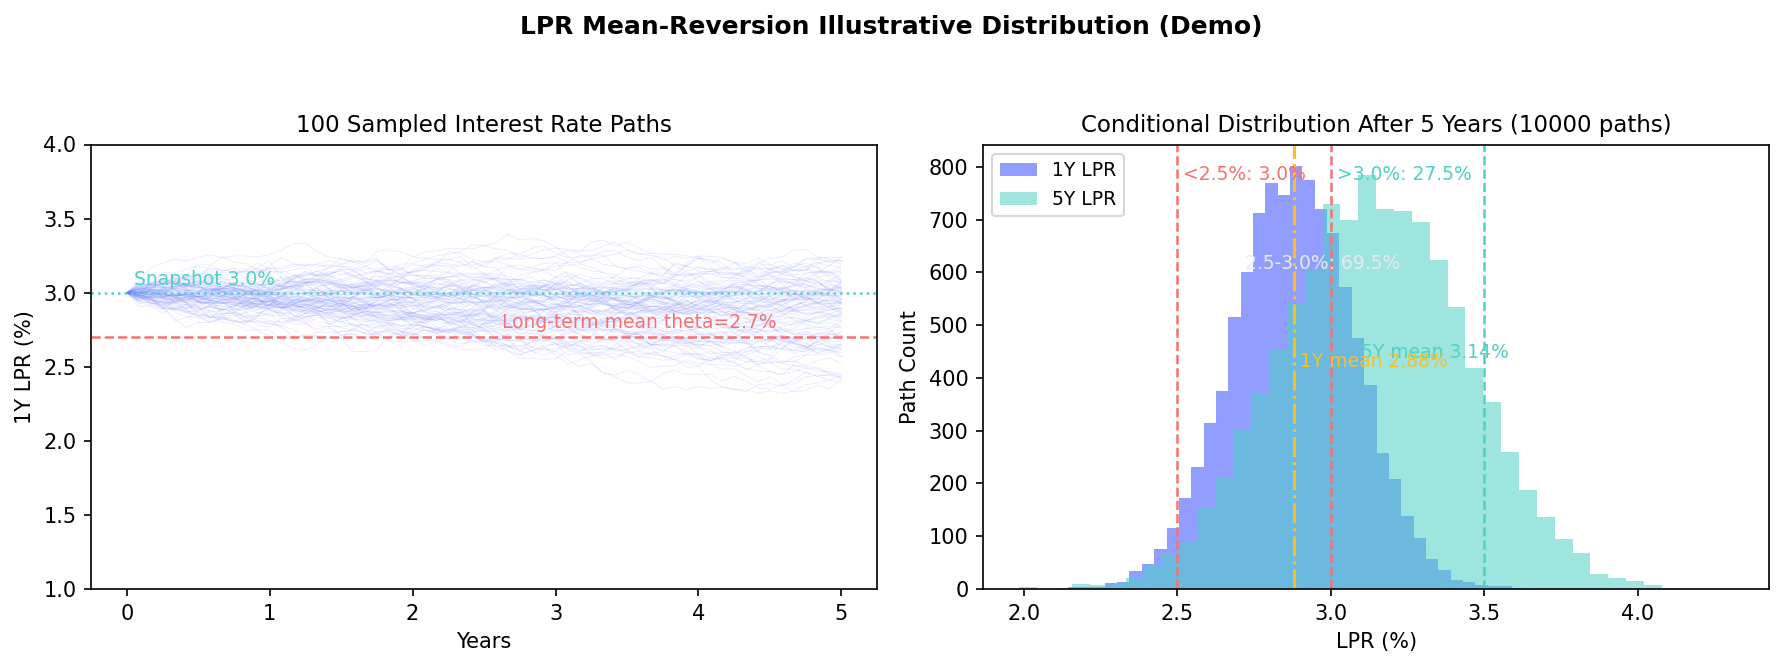 LPR Mean-Reversion Illustrative Distribution (Demo)
100 Sampled Interest Rate Paths
4.0
3.5
3.0
2.5
2.0
1.5
1.0
1Y LPR (%)
Snapshot 3.0%
Long-term mean theta=2.7%
0
1
2
3
4
5
Years
Conditional Distribution After 5 Years (10000 paths)
1Y LPR
5Y LPR
<2.5%: 3.0%
>3.0%: 27.5%
2.5-3.0%: 69.5%
5Y mean 3.14%
1Y mean 2.88%
800
700
600
500
400
300
200
100
0
Path Count
2.0
2.5
3.0
3.5
4.0
LPR (%)